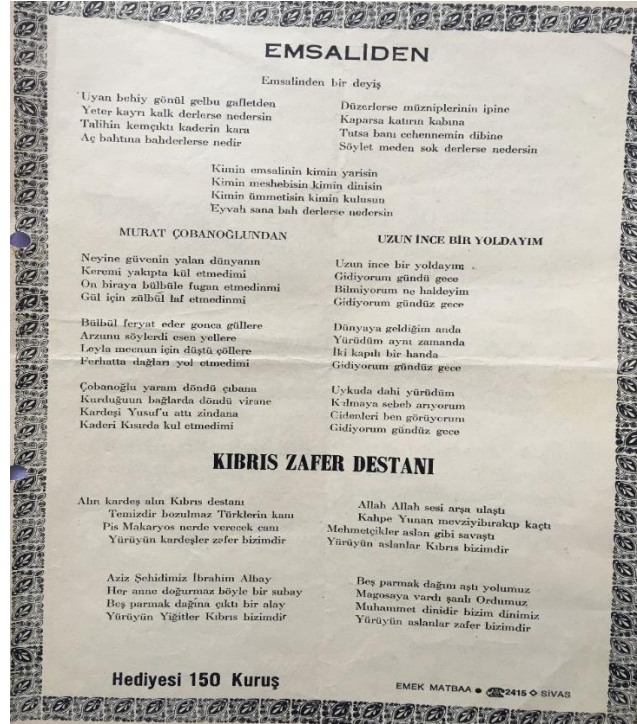 EMSALİDEN
Emsalinden bir deyiş
Uyan behiy gönül gelbu gafletden
Yeter kayrı kalk derlerse nedersin
Talihin kemçıktı kaderin kara
Aç bahtına bahderlerse nedir
Düzerlerse müzniplerinin ipine
Kaparsa katırın kabına
Tutsa banı cehennemin dibine
Söylet meden sok derlerse nedersin
Kimin emsalinin kimin yarisin
Kimin meshebisin kimin dinisin
Kimin ümmetisin kimin kulusun
Eyvah sana bah derlerse nedersin
MURAT ÇOBANOĞLUNDAN
Neyine güvenin yalan dünyanın
Keremi yakıpta kül etmedimi
On biraya bülbüle fugan etmedinmi
Gül için zülbül laf etmedinmi
Bülbül feryat eder gonca güllere
Arzunu söylerdi esen yellere
Leyla mecnun için düştü çöllere
Ferhatta dağları yol etmedimi
Çobanoğlu yaram döndü çıbana
Kurduğuun bağlarda döndü virane
Kardeşi Yusuf'u attı zindana
Kaderi Kısırda kul etmedimi
UZUN İNCE BİR YOLDAYIM
Uzun ince bir yoldayım
Gidiyorum gündüz gece
Bilmiyorum ne haldeyim
Gidiyorum gündüz gece
Dünyaya geldiğim anda
Yürüdüm aynı zamanda
İki kapılı bir handa
Gidiyorum gündüz gece
Uykuda dahi yürüdüm
Kalmaya sebeb arıyorum
Cidenleri ben görüyorum
Gidiyorum gündüz gece
KIBRIS ZAFER DESTANI
Alın kardeş alın Kıbrıs destanı
Temizdir bozulmaz Türklerin kanı
Pis Makaryos nerde verecek canı
Yürüyün kardeşler zafer bizimdir
Allah Allah sesi arşa ulaştı
Kahpe Yunan mevziyibırakıp kaçtı
Mehmetçikler aslan gibi savaştı
Yürüyün aslanlar Kıbrıs bizimdir
Aziz Şehidimiz İbrahim Albay
Her anne doğurmaz böyle bir subay
Beş parmak dağına çıktı bir alay
Yürüyün Yiğitler Kıbrıs bizimdir
Beş parmak dağını aştı yolumuz
Magosaya vardı şanlı Ordumuz
Muhammet dinidir bizim dinimiz
Yürüyün aslanlar zafer bizimdir
Hediyesi 150 Kuruş
EMEK MATBAA ● 2415 ◇ SİVAS